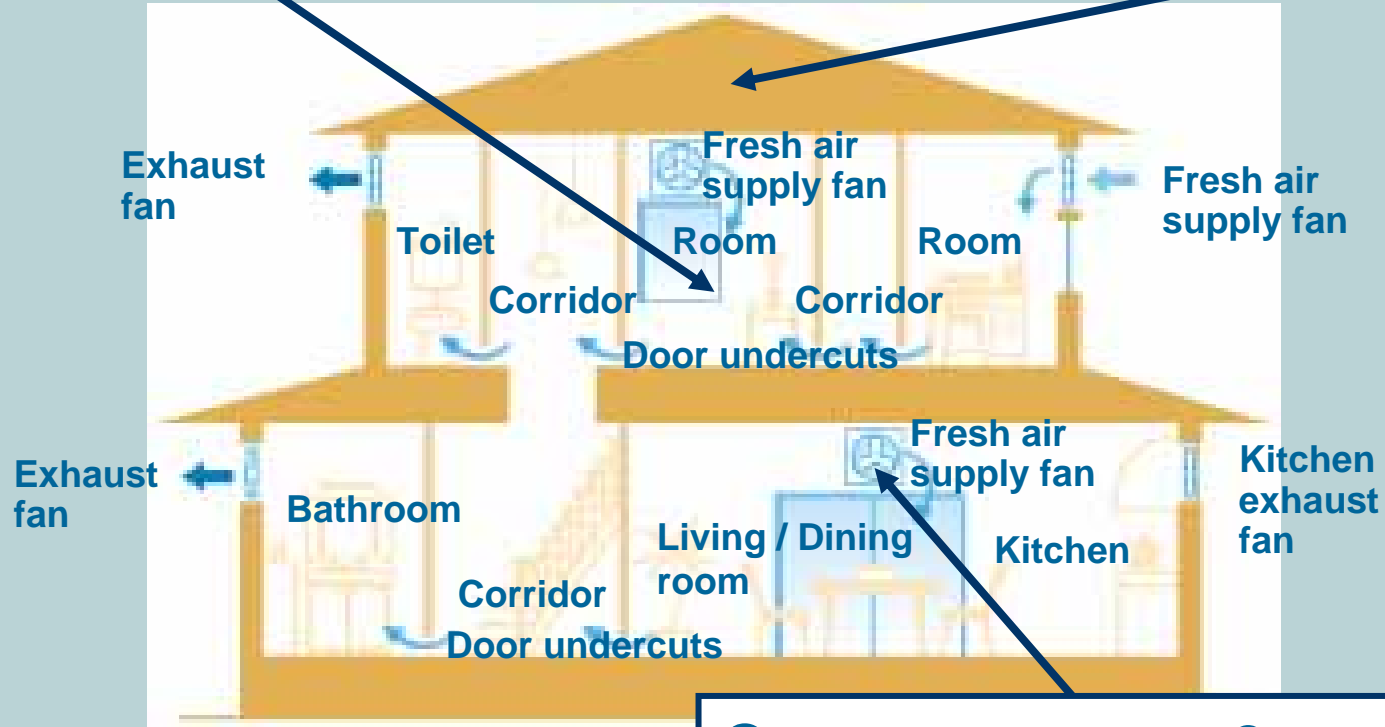 Exhaust
fan
Fresh air
supply fan
Fresh air
supply fan
Toilet
Room
Room
Corridor
Corridor
Door undercuts
Exhaust
fan
Bathroom
Fresh air
supply fan
Kitchen
exhaust
fan
Living / Dining
room
Kitchen
Corridor
Door undercuts